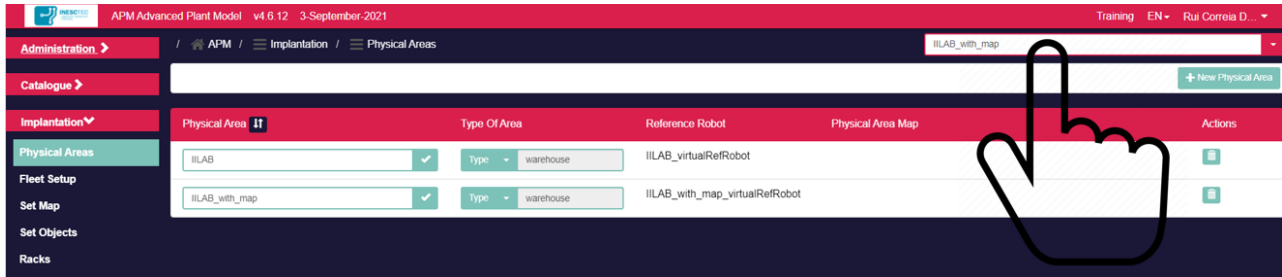 INESCTEC APM Advanced Plant Model v4.6.12 3-September-2021 Training EN Rui Correia D...
Administration
/ APM / Implantation / Physical Areas IILAB_with_map
Catalogue
+ New Physical Area
Implantation
Physical Area Type Of Area Reference Robot Physical Area Map Actions
Physical Areas
IILAB Type warehouse IILAB_virtualRefRobot
Fleet Setup
IILAB_with_map Type warehouse IILAB_with_map_virtualRefRobot
Set Map
Set Objects
Racks